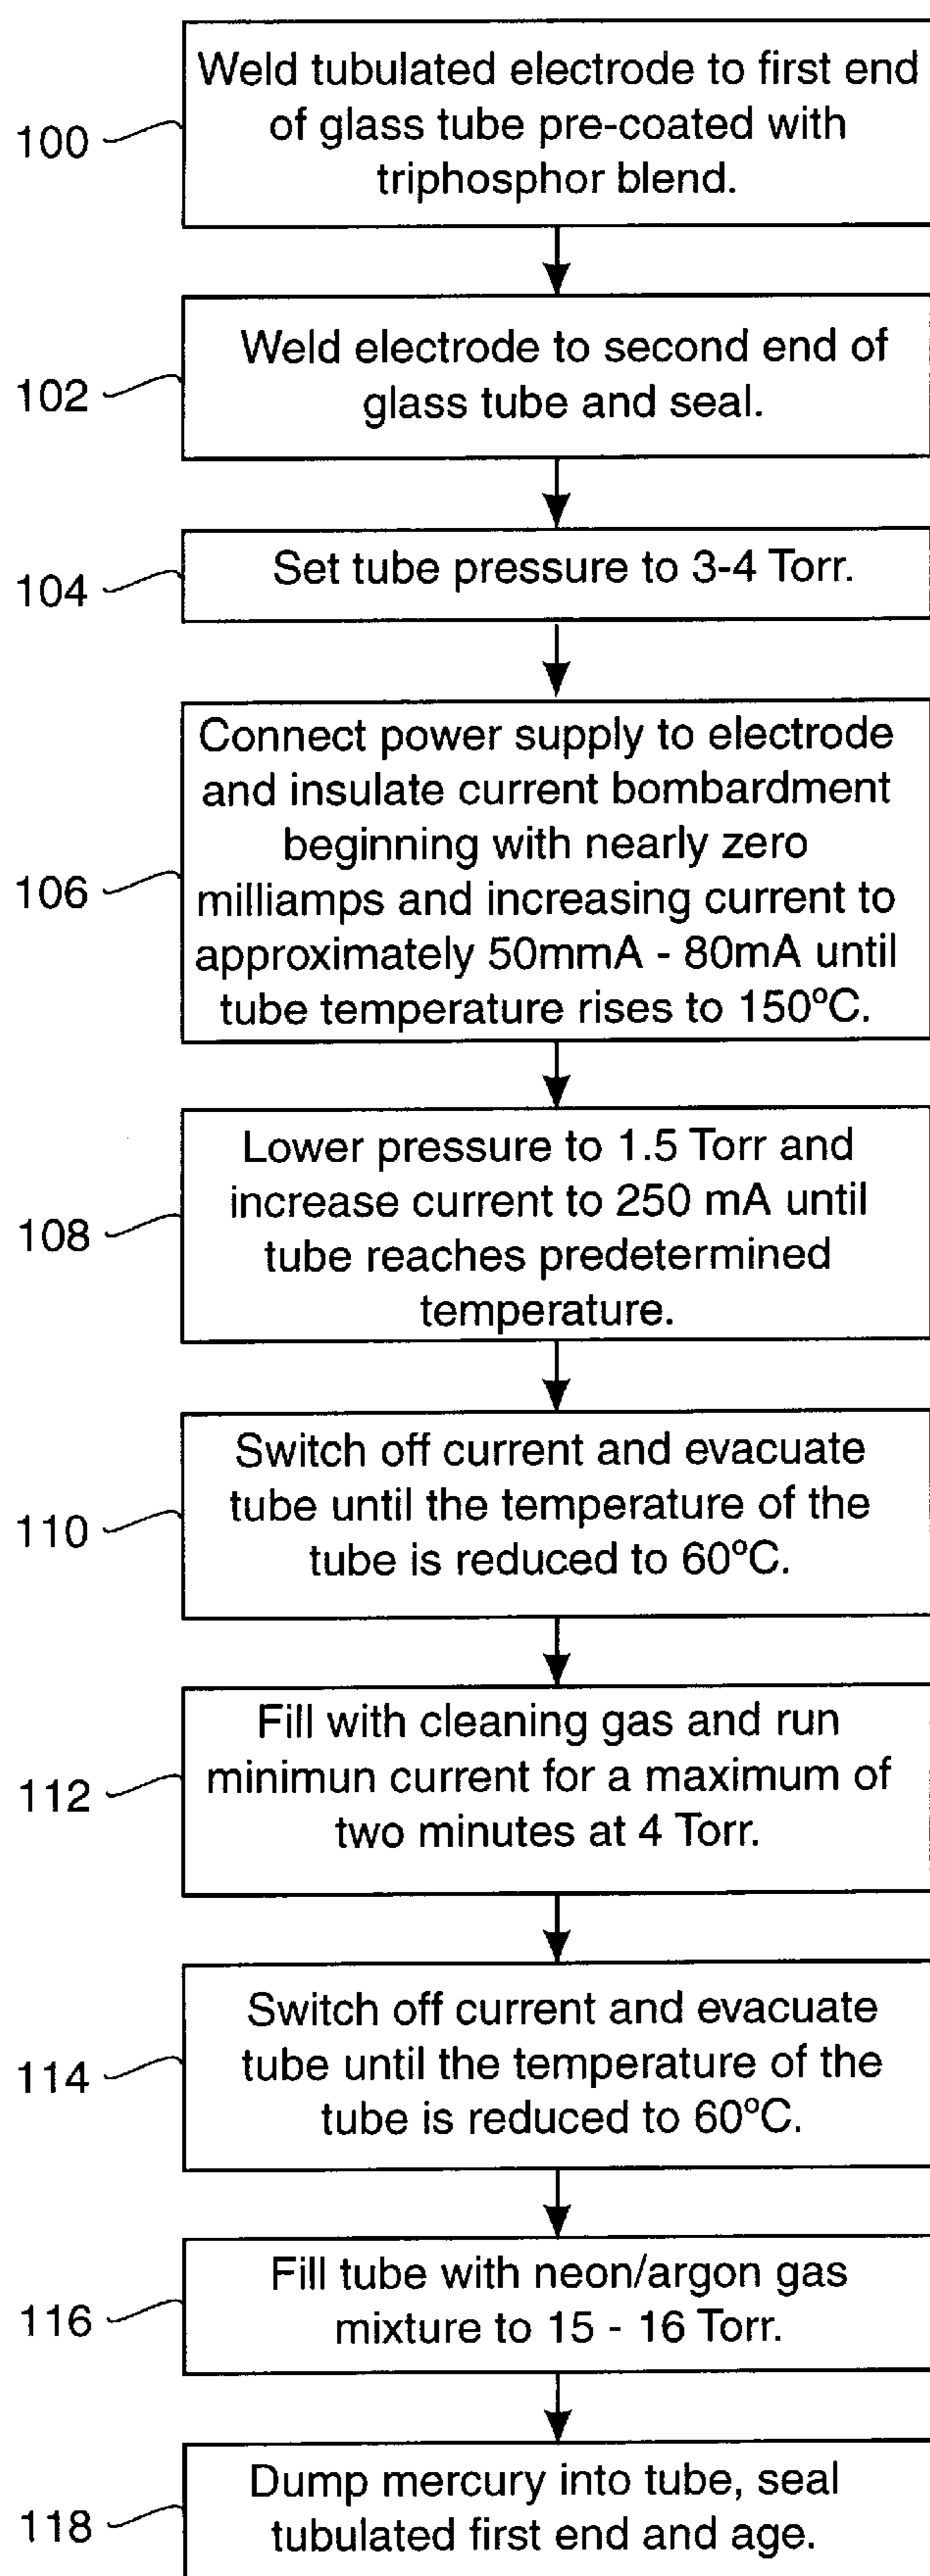 Weld tubulated electrode to first end
of glass tube pre-coated with
triphosphor blend.
100
Weld electrode to second end of
glass tube and seal.
102
Set tube pressure to 3-4 Torr.
104
Connect power supply to electrode
and insulate current bombardment
beginning with nearly zero
milliamps and increasing current to
approximately 50mmA - 80mA until
tube temperature rises to 150ºC.
106
Lower pressure to 1.5 Torr and
increase current to 250 mA until
tube reaches predetermined
temperature.
108
Switch off current and evacuate
tube until the temperature of the
tube is reduced to 60ºC.
110
Fill with cleaning gas and run
minimun current for a maximum of
two minutes at 4 Torr.
112
Switch off current and evacuate
tube until the temperature of the
tube is reduced to 60ºC.
114
Fill tube with neon/argon gas
mixture to 15 - 16 Torr.
116
Dump mercury into tube, seal
tubulated first end and age.
118